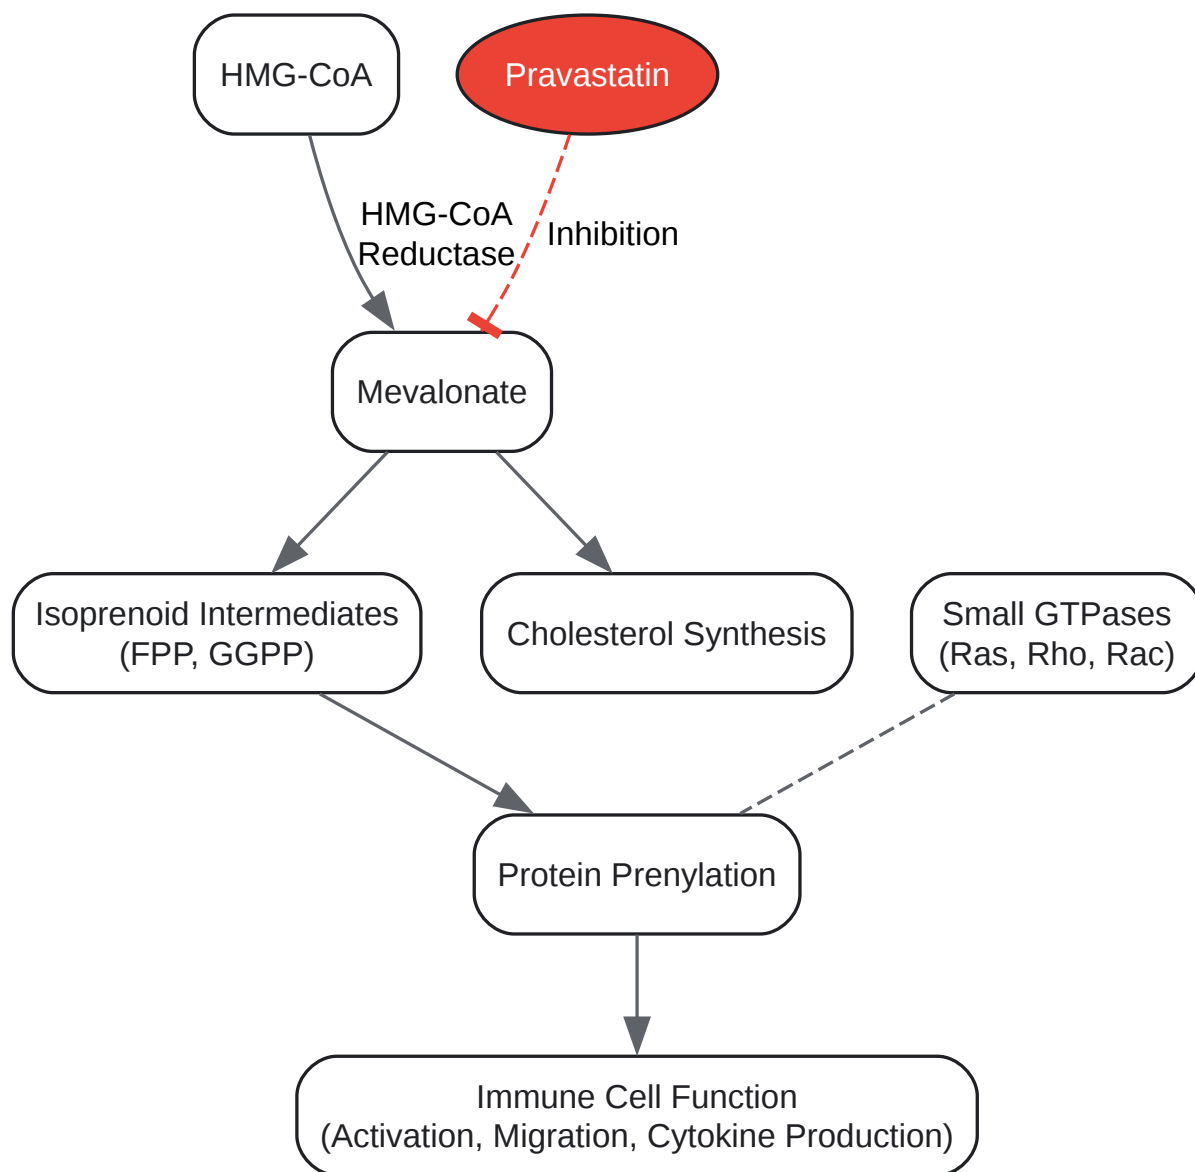 HMG-CoA
Pravastatin
HMG-CoA
Reductase
Inhibition
Mevalonate
Isoprenoid Intermediates
(FPP, GGPP)
Cholesterol Synthesis
Small GTPases
(Ras, Rho, Rac)
Protein Prenylation
Immune Cell Function
(Activation, Migration, Cytokine Production)